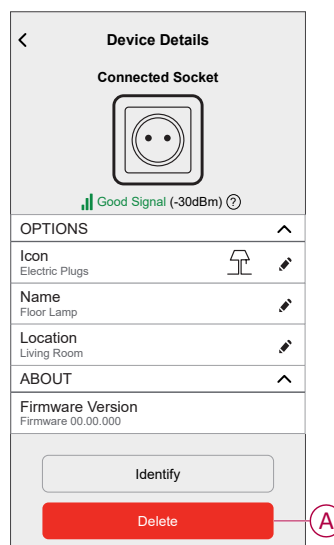 Device Details
Connected Socket
Good Signal (-30dBm) ?
OPTIONS
Icon
Electric Plugs
Name
Floor Lamp
Location
Living Room
ABOUT
Firmware Version
Firmware 00.00.000
Identify
Delete
A